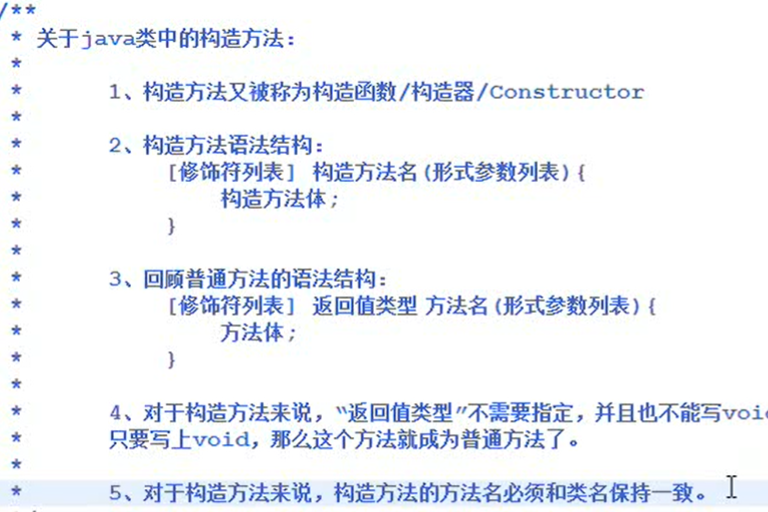 /**
* 关于java类中的构造方法：
*
* 1、构造方法又被称为构造函数/构造器/Constructor
*
* 2、构造方法语法结构：
* [修饰符列表] 构造方法名(形式参数列表){
* 构造方法体;
* }
*
* 3、回顾普通方法的语法结构：
* [修饰符列表] 返回值类型 方法名(形式参数列表){
* 方法体;
* }
*
* 4、对于构造方法来说，“返回值类型”不需要指定，并且也不能写void
* 只要写上void，那么这个方法就成为普通方法了。
*
* 5、对于构造方法来说，构造方法的方法名必须和类名保持一致。